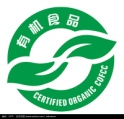 有机食品
CERTIFIED ORGANIC COFCC